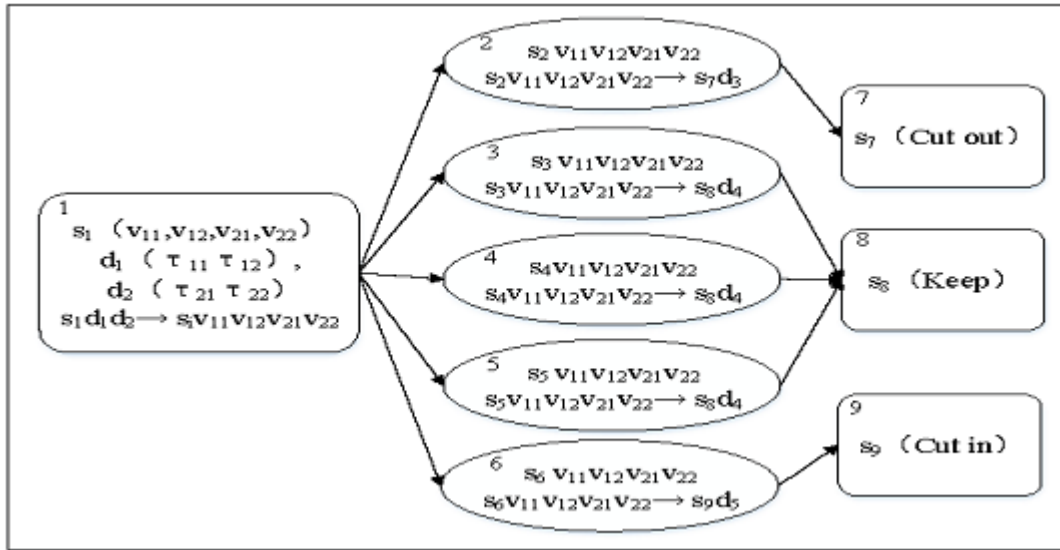 1
s₁（v₁₁,v₁₂,v₂₁,v₂₂）
d₁（τ₁₁ τ₁₂）,
d₂（τ₂₁ τ₂₂）
s₁d₁d₂→sᵢv₁₁v₁₂v₂₁v₂₂
2
s₂ v₁₁v₁₂v₂₁v₂₂
s₂v₁₁v₁₂v₂₁v₂₂→ s₇d₃
3
s₃ v₁₁v₁₂v₂₁v₂₂
s₃v₁₁v₁₂v₂₁v₂₂→ s₈d₄
4
s₄v₁₁v₁₂v₂₁v₂₂
s₄v₁₁v₁₂v₂₁v₂₂→ s₈d₄
5
s₅ v₁₁v₁₂v₂₁v₂₂
s₅v₁₁v₁₂v₂₁v₂₂→ s₈d₄
6
s₆ v₁₁v₁₂v₂₁v₂₂
s₆v₁₁v₁₂v₂₁v₂₂→ s₉d₅
7
s₇（Cut out）
8
s₈（Keep）
9
s₉（Cut in）